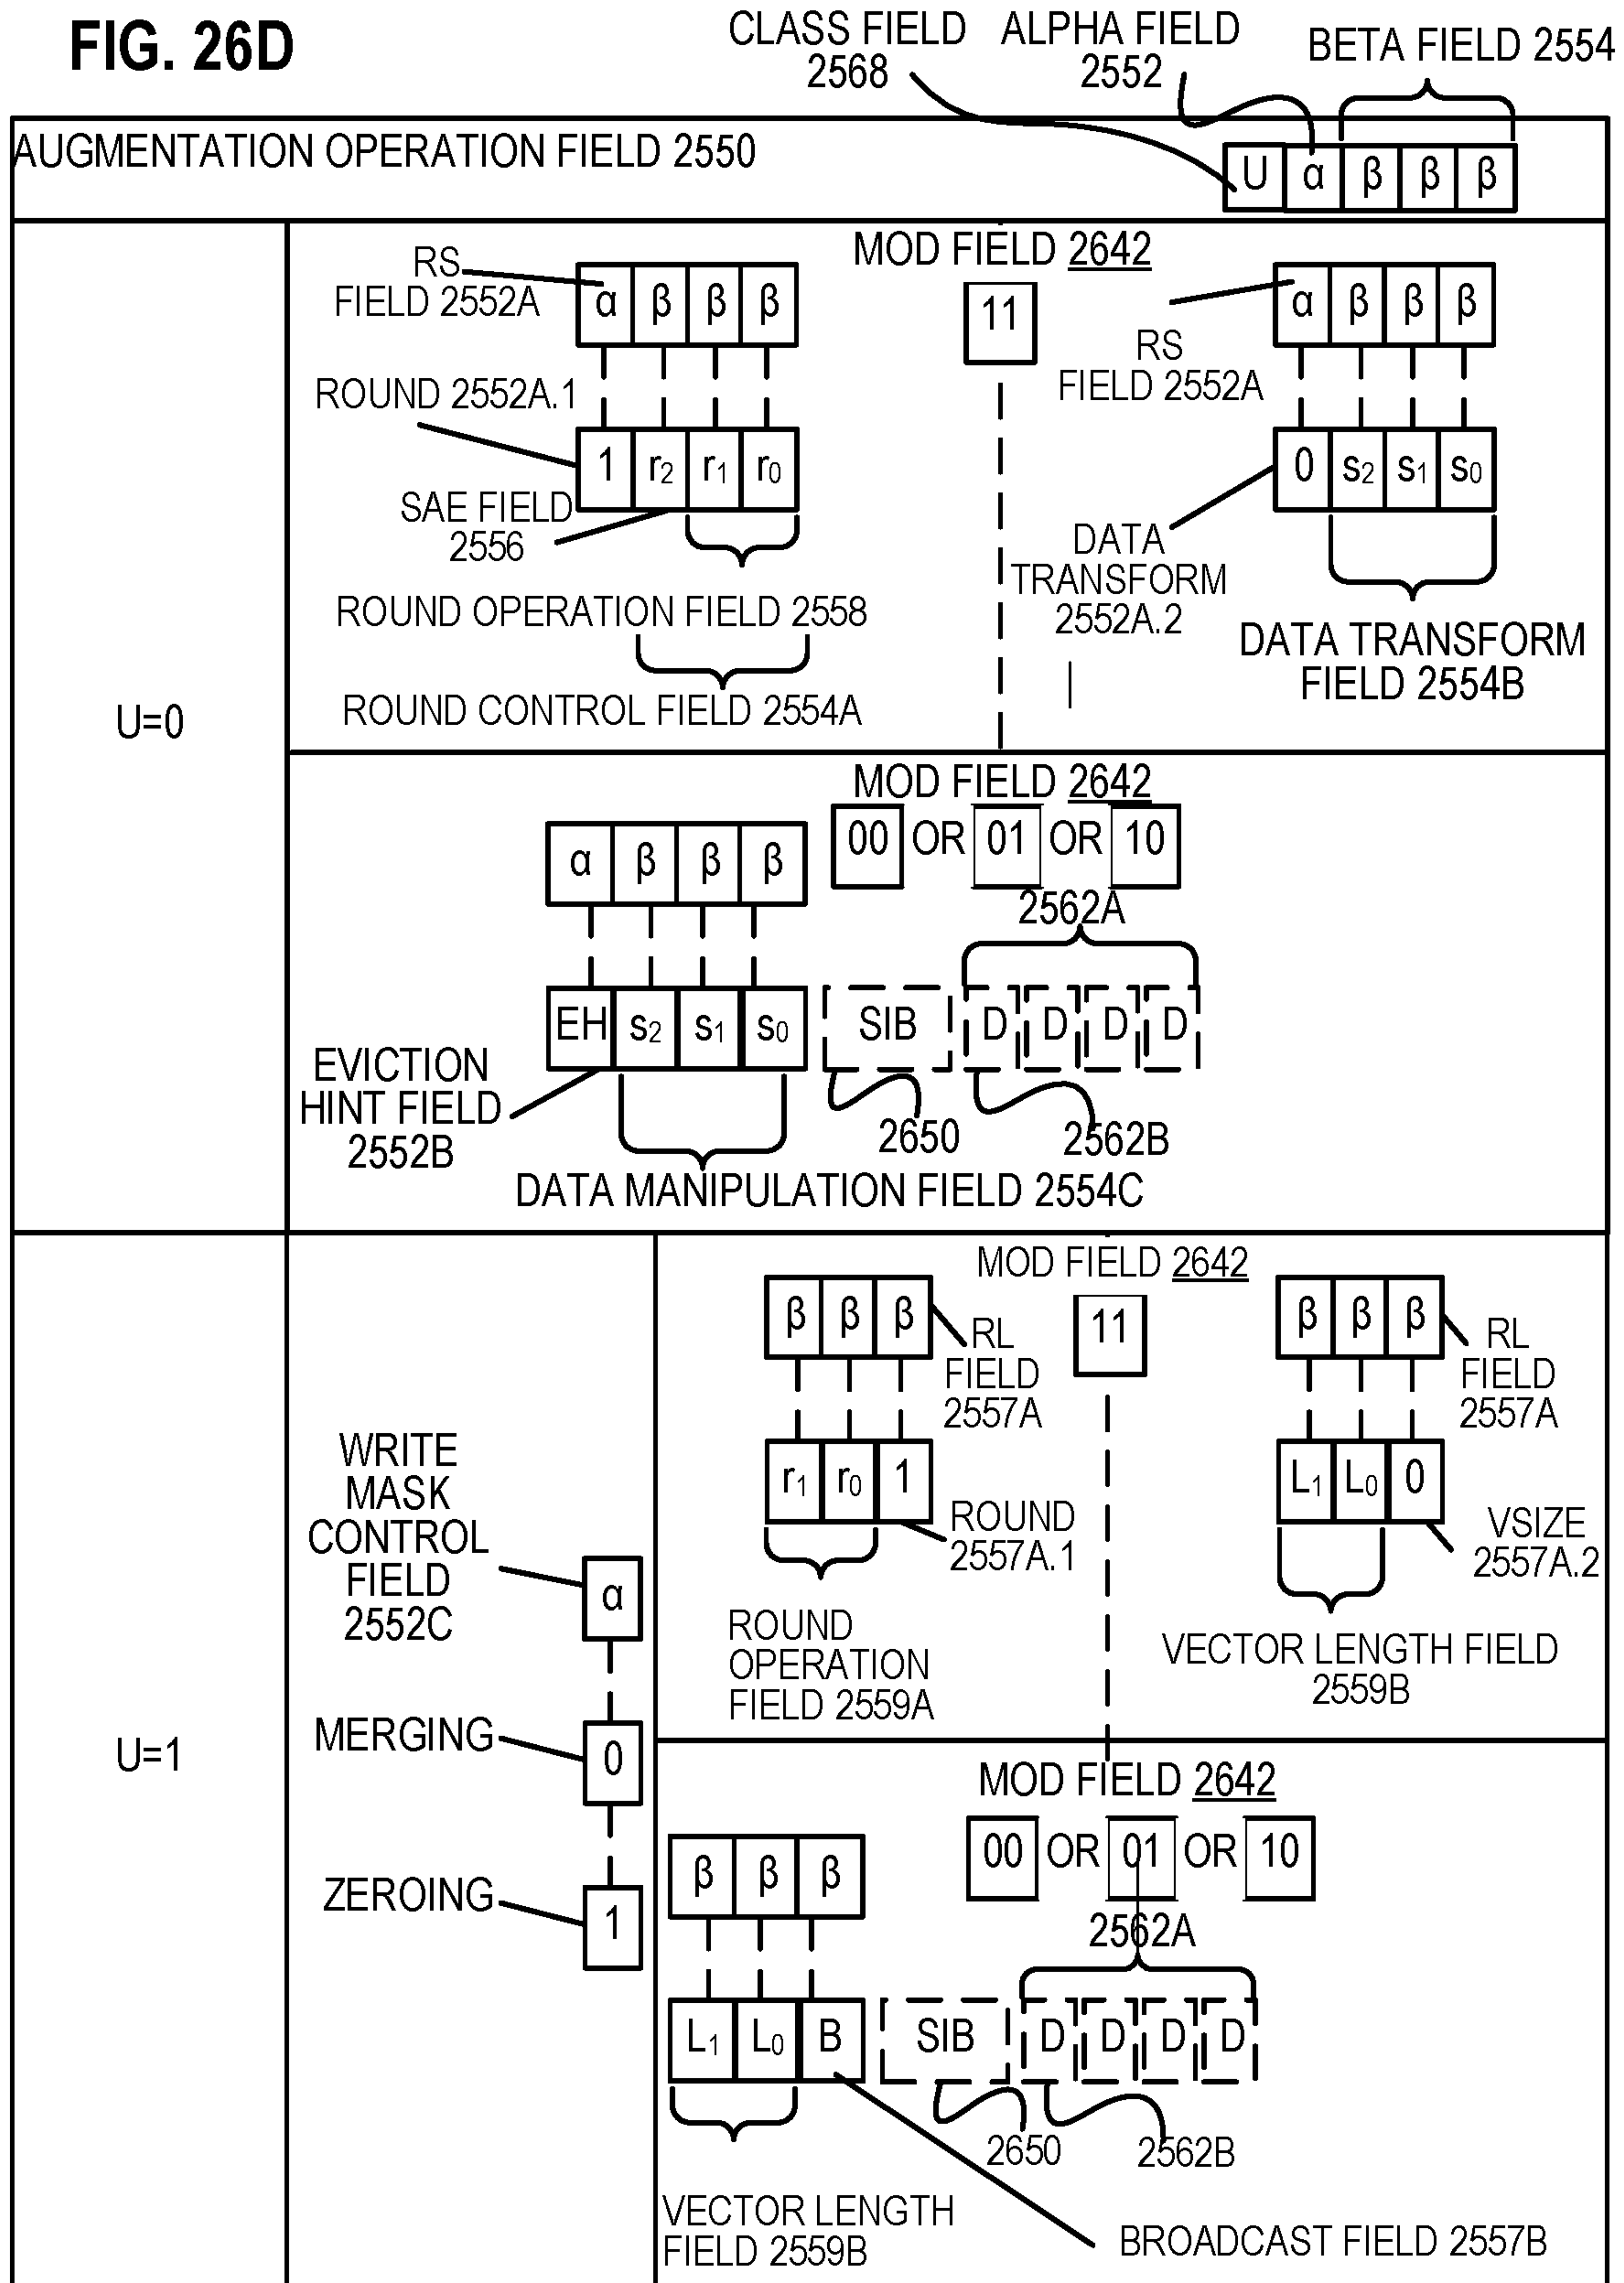 FIG. 26D
CLASS FIELD
2568
ALPHA FIELD
2552
BETA FIELD 2554
AUGMENTATION OPERATION FIELD 2550
U α β β β
U=0
MOD FIELD 2642
11
RS
FIELD 2552A
α β β β
ROUND 2552A.1
1 r2 r1 r0
SAE FIELD
2556
ROUND OPERATION FIELD 2558
ROUND CONTROL FIELD 2554A
α β β β
RS
FIELD 2552A
0 s2 s1 s0
DATA
TRANSFORM
2552A.2
DATA TRANSFORM
FIELD 2554B
MOD FIELD 2642
00 OR 01 OR 10
α β β β
2562A
EH s2 s1 s0 SIB D D D D
EVICTION
HINT FIELD
2552B
2650
2562B
DATA MANIPULATION FIELD 2554C
U=1
WRITE
MASK
CONTROL
FIELD
2552C
α
MERGING
0
ZEROING
1
MOD FIELD 2642
11
β β β
RL
FIELD
2557A
r1 r0 1
ROUND
2557A.1
ROUND
OPERATION
FIELD 2559A
β β β
RL
FIELD
2557A
L1 L0 0
VSIZE
2557A.2
VECTOR LENGTH FIELD
2559B
MOD FIELD 2642
00 OR 01 OR 10
β β β
2562A
L1 L0 B SIB D D D D
2650
2562B
VECTOR LENGTH
FIELD 2559B
BROADCAST FIELD 2557B